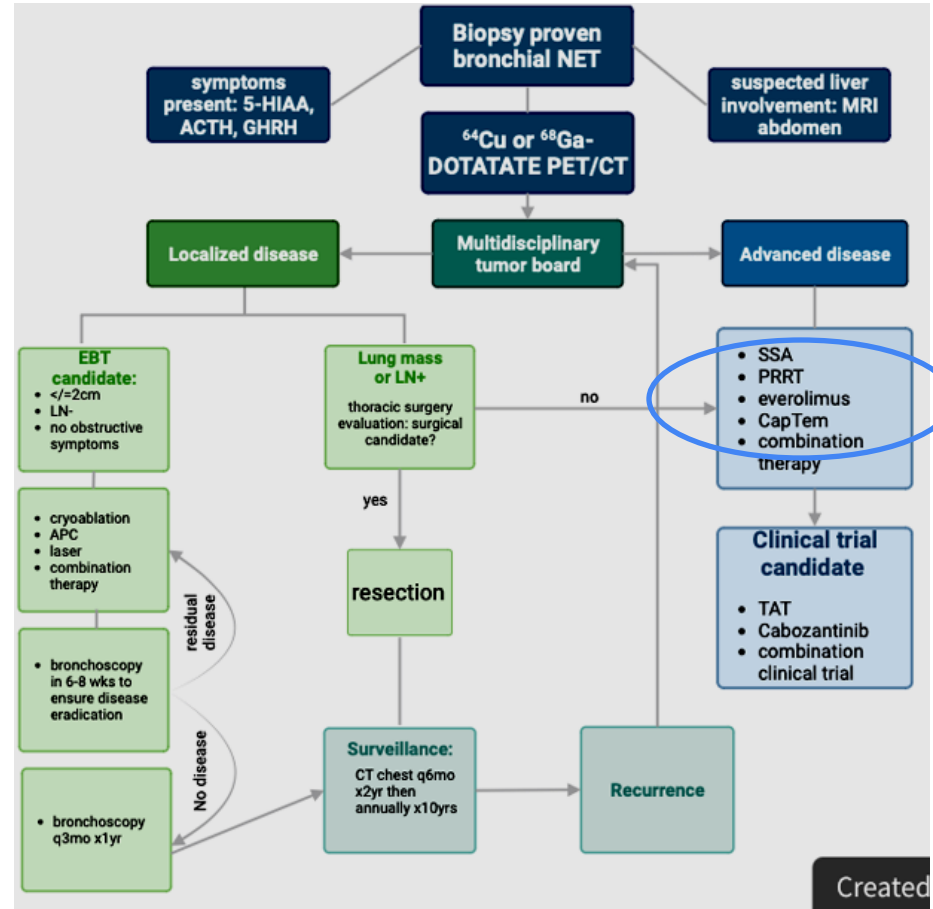 Biopsy proven
bronchial NET
symptoms
present: 5-HIAA,
ACTH, GHRH
suspected liver
involvement: MRI
abdomen
⁶⁴Cu or ⁶⁸Ga-
DOTATATE PET/CT
Localized disease
Multidisciplinary
tumor board
Advanced disease
EBT
candidate:
• </=2cm
• LN-
• no obstructive
symptoms
Lung mass
or LN+
thoracic surgery
evaluation: surgical
candidate?
no
• SSA
• PRRT
• everolimus
• CapTem
• combination
therapy
yes
• cryoablation
• APC
• laser
• combination
therapy
resection
Clinical trial
candidate
• TAT
• Cabozantinib
• combination
clinical trial
residual
disease
• bronchoscopy
in 6-8 wks to
ensure disease
eradication
No disease
Surveillance:
CT chest q6mo
x2yr then
annually x10yrs
Recurrence
• bronchoscopy
q3mo x1yr
Created